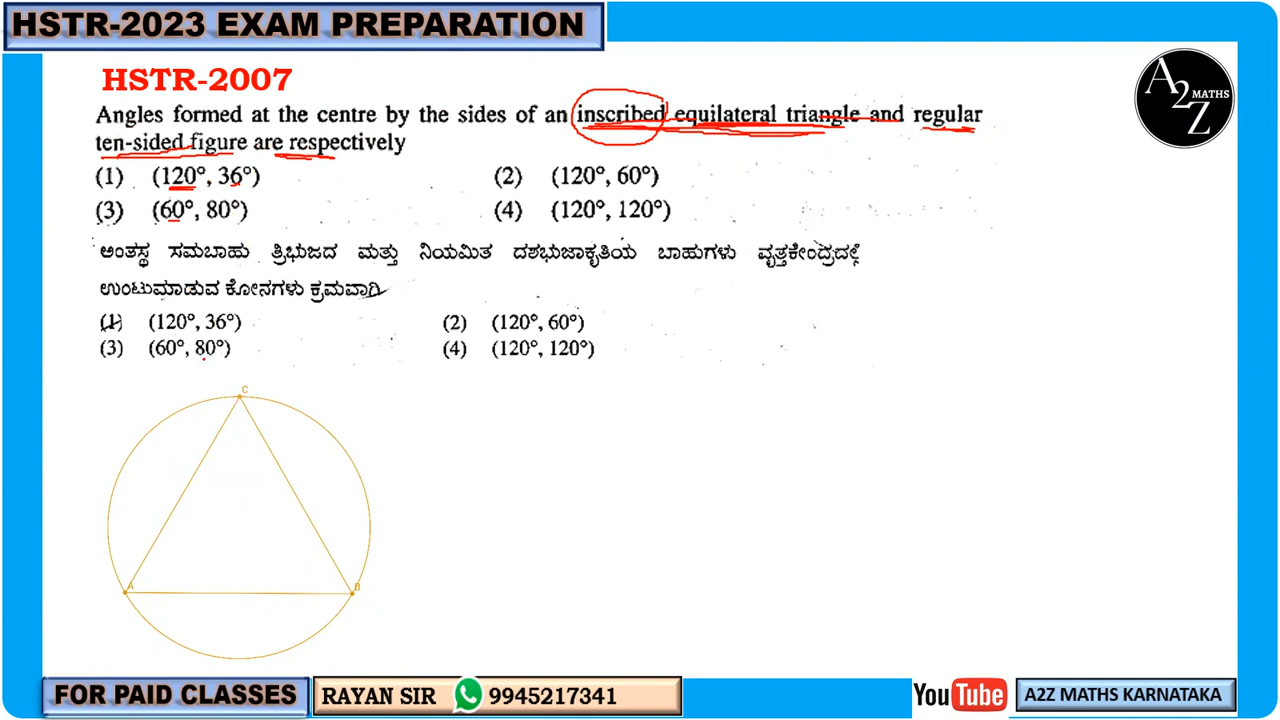 HSTR-2023 EXAM PREPARATION
A2Z MATHS
HSTR-2007
Angles formed at the centre by the sides of an inscribed equilateral triangle and regular
ten-sided figure are respectively
(1) (120°, 36°) (2) (120°, 60°)
(3) (60°, 80°) (4) (120°, 120°)
ಅಂತಸ್ಥ ಸಮಬಾಹು ತ್ರಿಭುಜದ ಮತ್ತು ನಿಯಮಿತ ದಶಭುಜಾಕೃತಿಯ ಬಾಹುಗಳು ವೃತ್ತಕೇಂದ್ರದಲ್ಲಿ
ಉಂಟುಮಾಡುವ ಕೋನಗಳು ಕ್ರಮವಾಗಿ
(1) (120°, 36°) (2) (120°, 60°)
(3) (60°, 80°) (4) (120°, 120°)
C
A B
FOR PAID CLASSES RAYAN SIR 9945217341 YouTube A2Z MATHS KARNATAKA